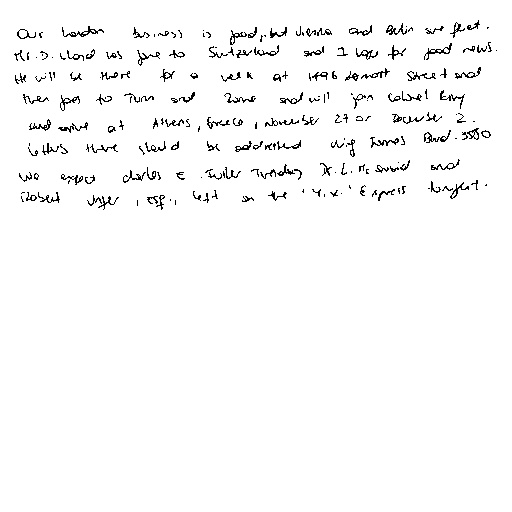 Our London business is good, but Vienna and Berlin are quiet.
Mr. D. Lloyd has gone to Switzerland and I hope for good news.
He will be there for a week at 1496 Zermott Street and
then goes to Turin and Rome and will join Colonel Parry
and arrive at Athens, Greece, November 27 or December 2.
Letters there should be addressed King James Blvd. 3580
We expect Charles E. Fuller Tuesday. Dr. L. McQuaid and
Robert Unger, Esq., left on the 'Y.X.' Express tonight.